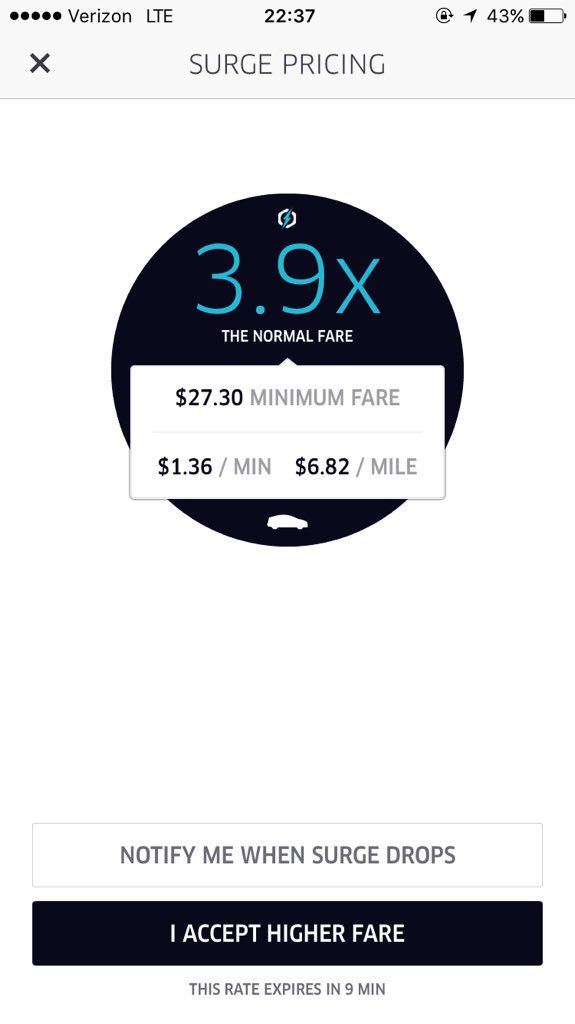 Verizon LTE 22:37 43%
SURGE PRICING
3.9x
THE NORMAL FARE
$27.30 MINIMUM FARE
$1.36 / MIN $6.82 / MILE
NOTIFY ME WHEN SURGE DROPS
I ACCEPT HIGHER FARE
THIS RATE EXPIRES IN 9 MIN